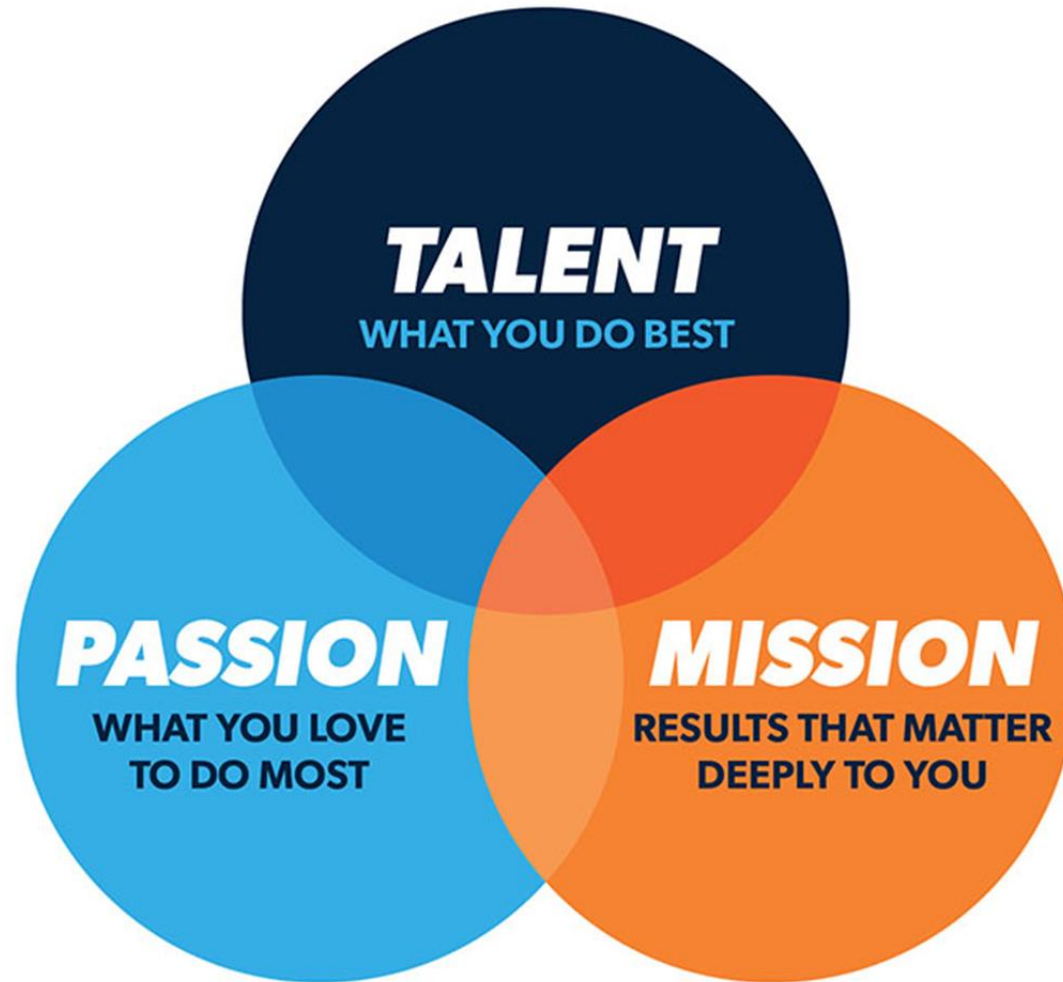 TALENT
WHAT YOU DO BEST
PASSION
WHAT YOU LOVE
TO DO MOST
MISSION
RESULTS THAT MATTER
DEEPLY TO YOU